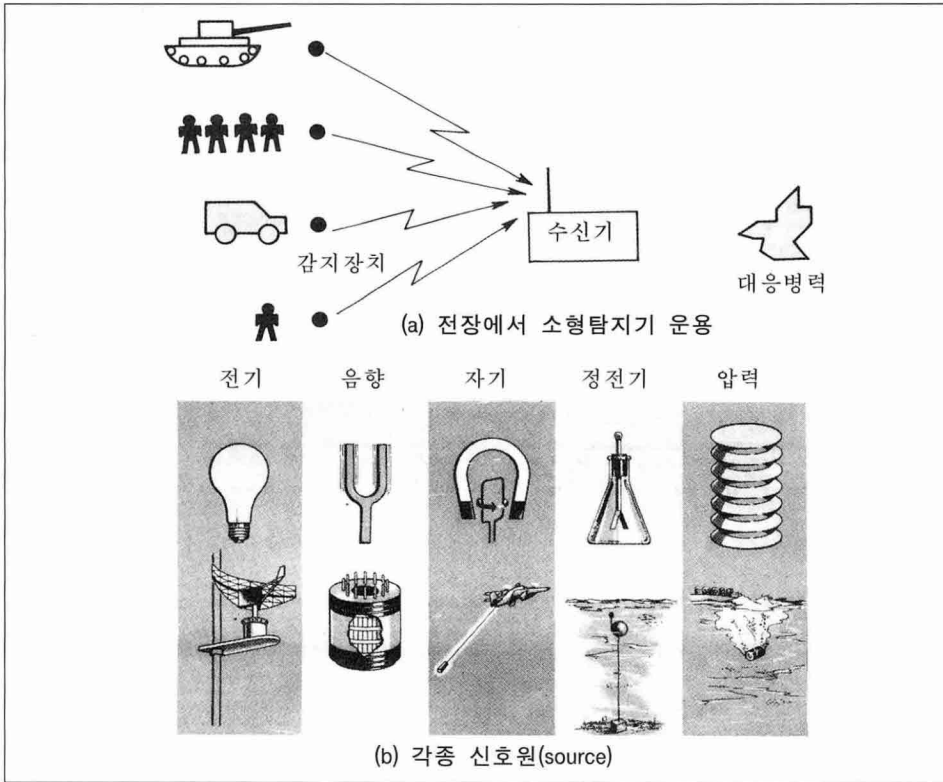 수신기
감지장치
대응병력
(a) 전장에서 소형탐지기 운용
전기 음향 자기 정전기 압력
(b) 각종 신호원(source)